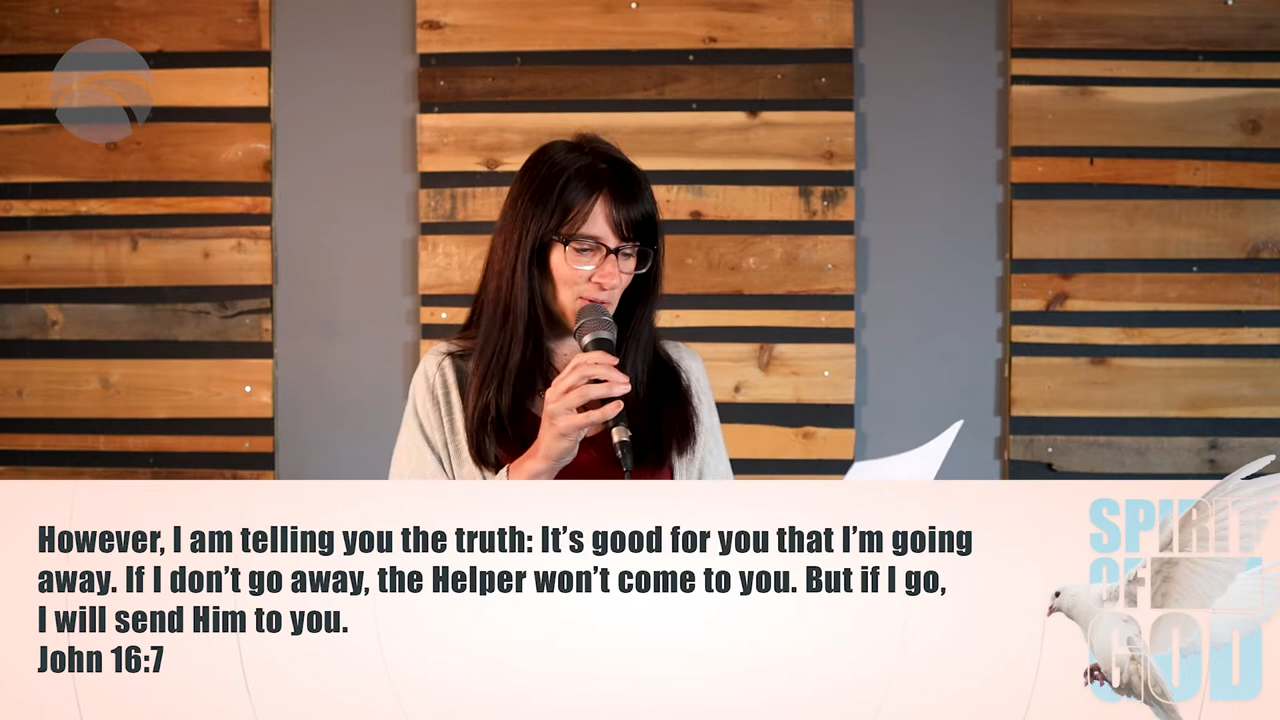 However, I am telling you the truth: It's good for you that I'm going
away. If I don't go away, the Helper won't come to you. But if I go,
I will send Him to you.
John 16:7
SPIRIT
OF
GOD